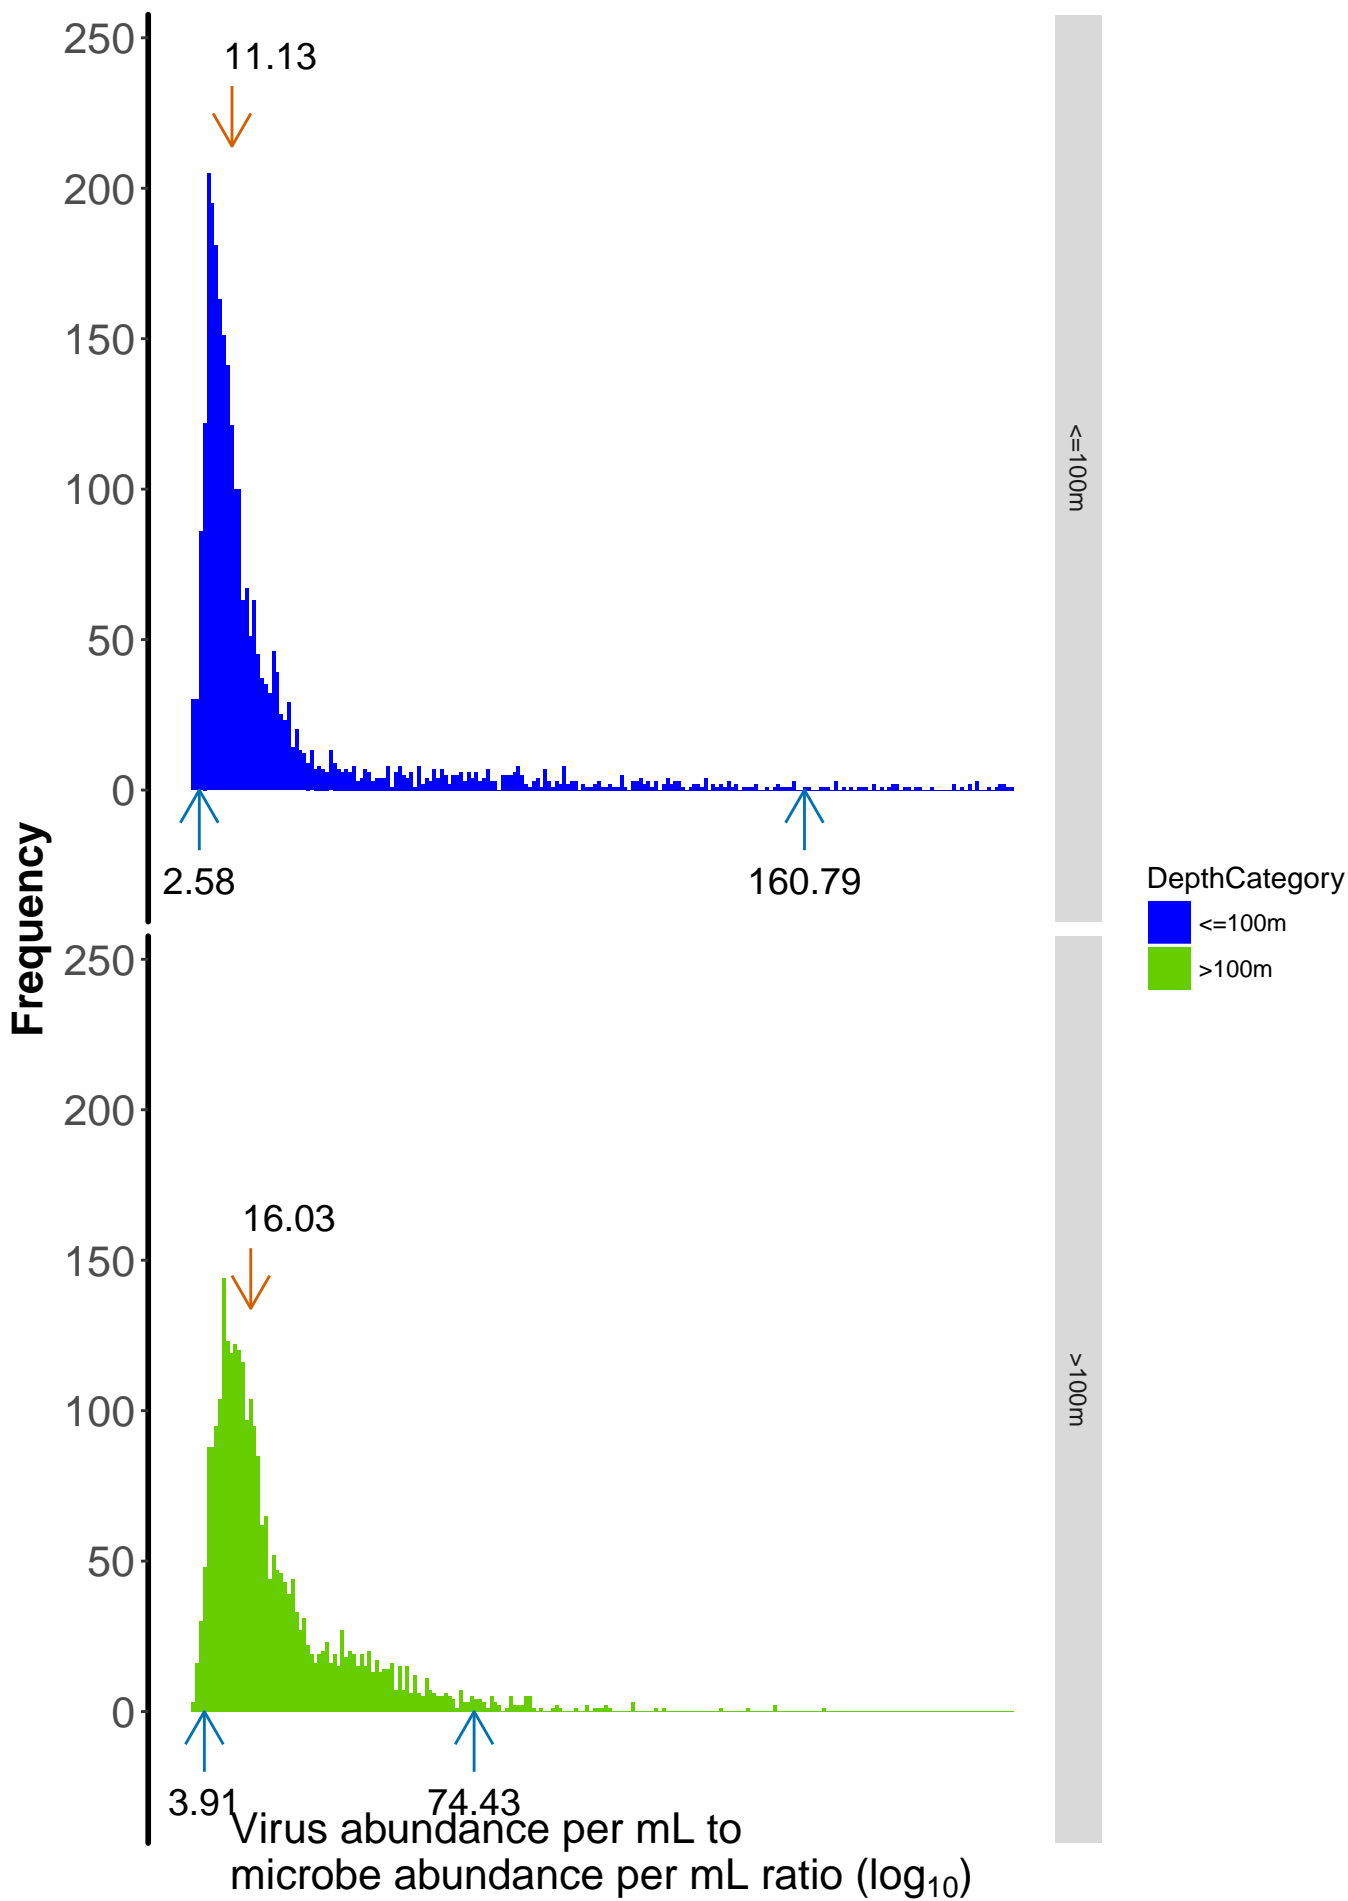 250
11.13
200
150
100
50
0
2.58
160.79
<=100m
Frequency
DepthCategory
<=100m
>100m
250
200
16.03
150
100
50
0
3.91
74.43
>100m
Virus abundance per mL to
microbe abundance per mL ratio (log₁₀)